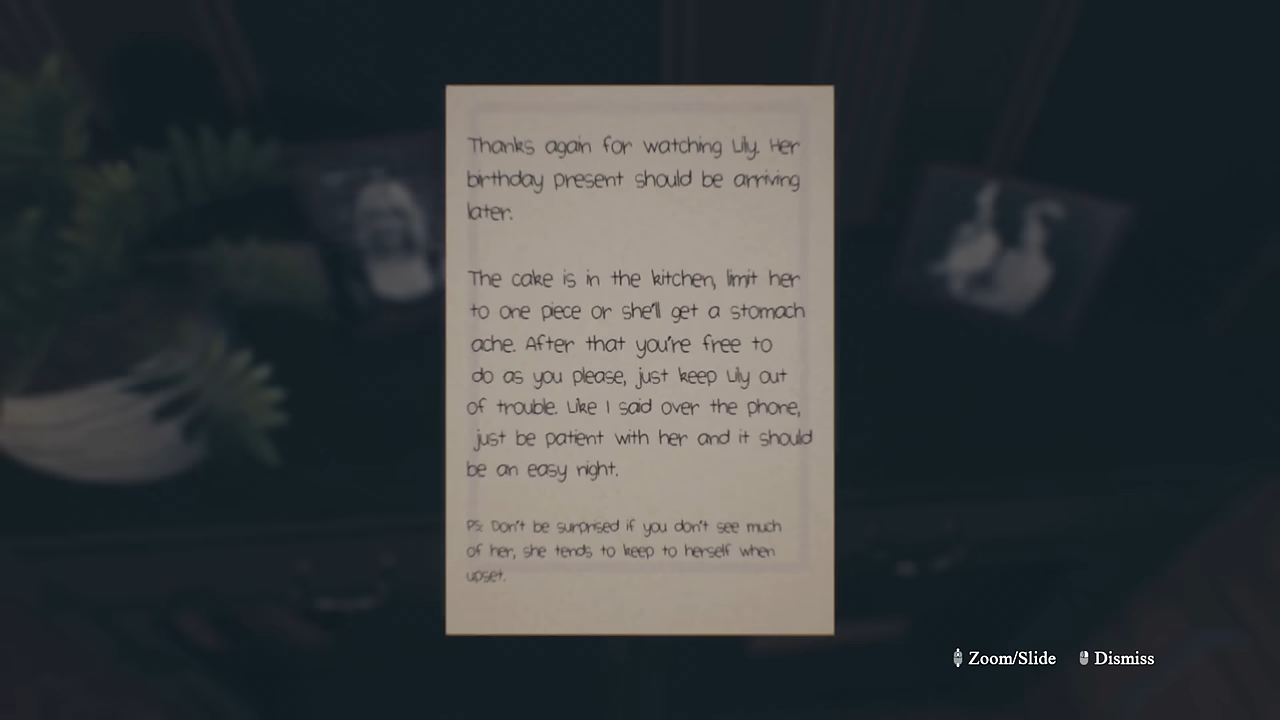 Thanks again for watching Lily. Her
birthday present should be arriving
later.
The cake is in the kitchen, limit her
to one piece or she'll get a stomach
ache. After that you're free to
do as you please, just keep Lily out
of trouble. Like I said over the phone,
just be patient with her and it should
be an easy night.
PS: Don't be surprised if you don't see much
of her, she tends to keep to herself when
upset.
Zoom/Slide Dismiss